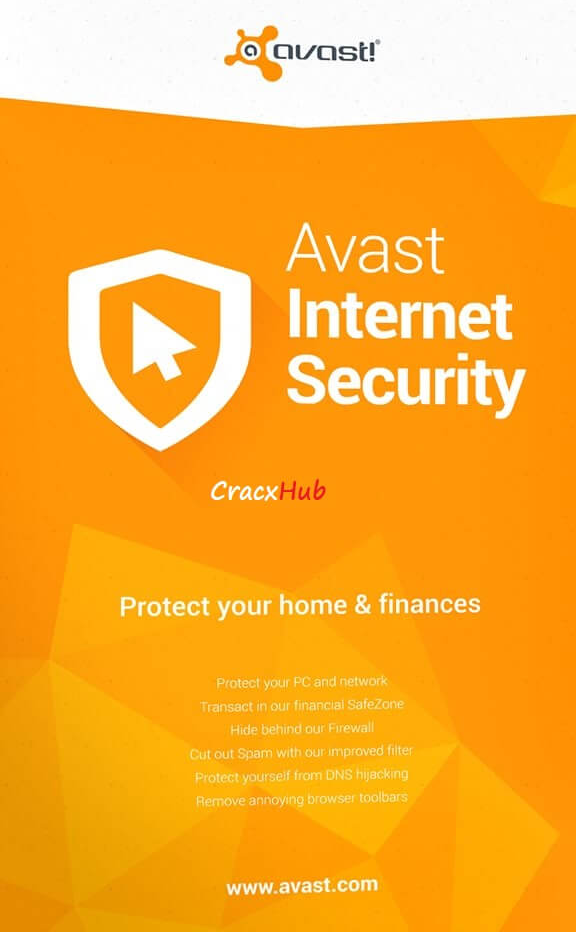 avast!®
Avast
Internet
Security
CracxHub
Protect your home & finances
Protect your PC and network
Transact in our financial SafeZone
Hide behind our Firewall
Cut out Spam with our improved filter
Protect yourself from DNS hijacking
Remove annoying browser toolbars
www.avast.com